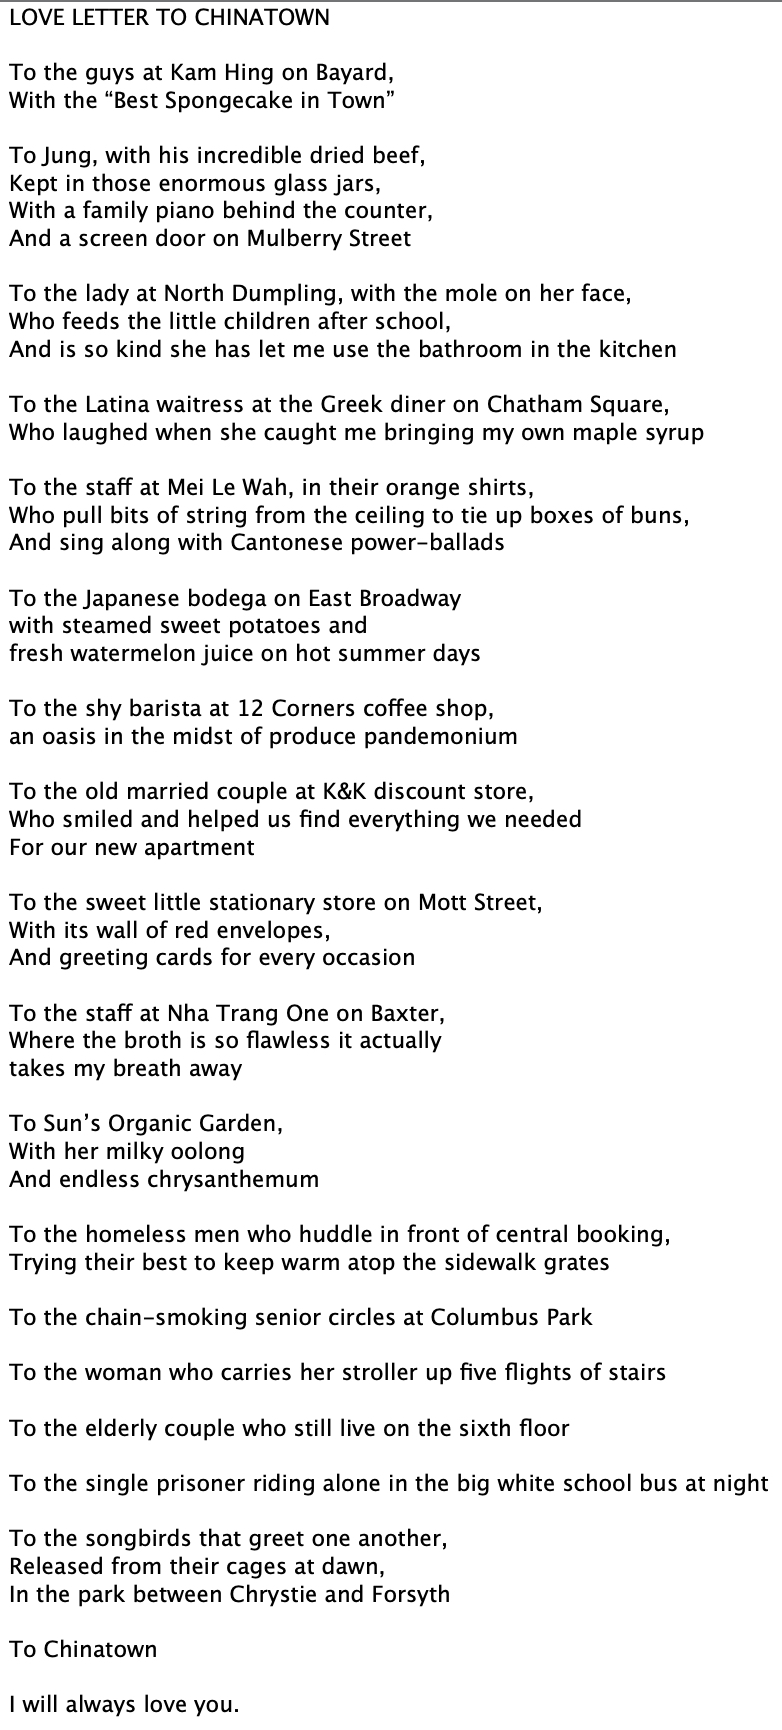 LOVE LETTER TO CHINATOWN
To the guys at Kam Hing on Bayard,
With the “Best Spongecake in Town”
To Jung, with his incredible dried beef,
Kept in those enormous glass jars,
With a family piano behind the counter,
And a screen door on Mulberry Street
To the lady at North Dumpling, with the mole on her face,
Who feeds the little children after school,
And is so kind she has let me use the bathroom in the kitchen
To the Latina waitress at the Greek diner on Chatham Square,
Who laughed when she caught me bringing my own maple syrup
To the staff at Mei Le Wah, in their orange shirts,
Who pull bits of string from the ceiling to tie up boxes of buns,
And sing along with Cantonese power-ballads
To the Japanese bodega on East Broadway
with steamed sweet potatoes and
fresh watermelon juice on hot summer days
To the shy barista at 12 Corners coffee shop,
an oasis in the midst of produce pandemonium
To the old married couple at K&K discount store,
Who smiled and helped us find everything we needed
For our new apartment
To the sweet little stationary store on Mott Street,
With its wall of red envelopes,
And greeting cards for every occasion
To the staff at Nha Trang One on Baxter,
Where the broth is so flawless it actually
takes my breath away
To Sun’s Organic Garden,
With her milky oolong
And endless chrysanthemum
To the homeless men who huddle in front of central booking,
Trying their best to keep warm atop the sidewalk grates
To the chain-smoking senior circles at Columbus Park
To the woman who carries her stroller up five flights of stairs
To the elderly couple who still live on the sixth floor
To the single prisoner riding alone in the big white school bus at night
To the songbirds that greet one another,
Released from their cages at dawn,
In the park between Chrystie and Forsyth
To Chinatown
I will always love you.